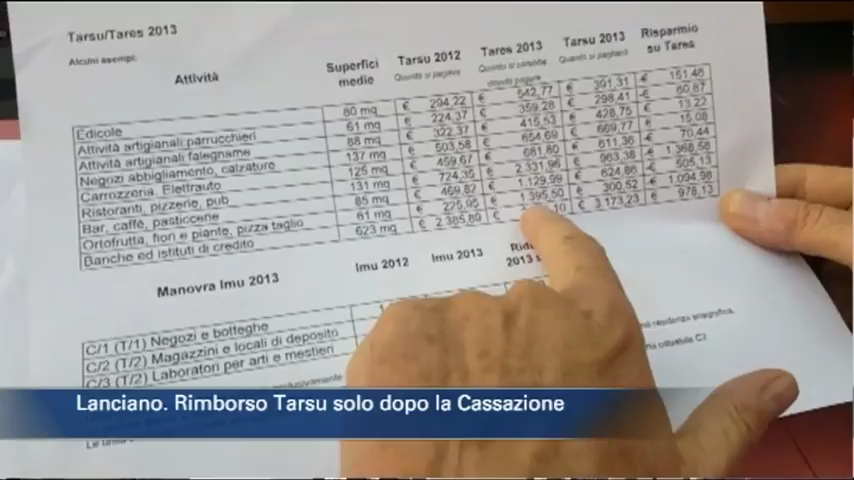 Tarsu/Tares 2013
Alcuni esempi:
Attività Superfici medie Tarsu 2012 Tares 2013 Tarsu 2013 Risparmio su Tares
Quanto si pagava Quanto si sarebbe dovuto pagare Quanto si pagherà
Edicole 80 mq € 294,22 € 542,77 € 391,31 € 151,46
Attività artigianali parrucchieri 61 mq € 224,37 € 359,28 € 298,41 € 60,87
Attività artigianali falegname 88 mq € 322,37 € 415,53 € 428,75 € 13,22
Negozi abbigliamento, calzature 137 mq € 503,58 € 654,69 € 669,77 € 15,08
Carrozzeria, Elettrauto 125 mq € 459,67 € 681,80 € 611,36 € 70,44
Ristoranti, pizzerie, pub 131 mq € 724,35 € 2.331,96 € 963,38 € 1.368,58
Bar, caffè, pasticcerie 85 mq € 469,82 € 1.129,99 € 624,86 € 505,13
Ortofrutta, fiori e piante, pizza taglio 61 mq € 225,95 € 1.395,50 € 300,52 € 1.094,98
Banche ed istituti di credito 623 mq € 2.385,80 € 3.173,23 € 978,13
Manovra Imu 2013 Imu 2012 Imu 2013
2013
C/1 (T/1) Negozi e botteghe
C/2 (T/2) Magazzini e locali di deposito
C/3 (T/2) Laboratori per arti e mestieri
residenza anagrafica.
Lanciano. Rimborso Tarsu solo dopo la Cassazione